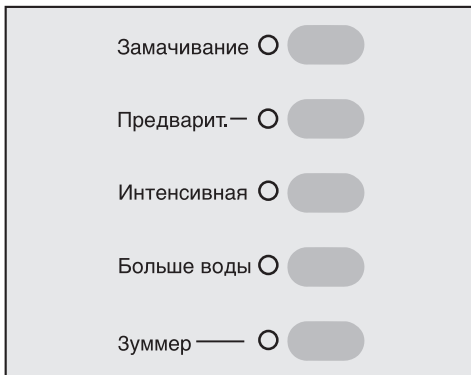 Замачивание
Предварит.
Интенсивная
Больше воды
Зуммер